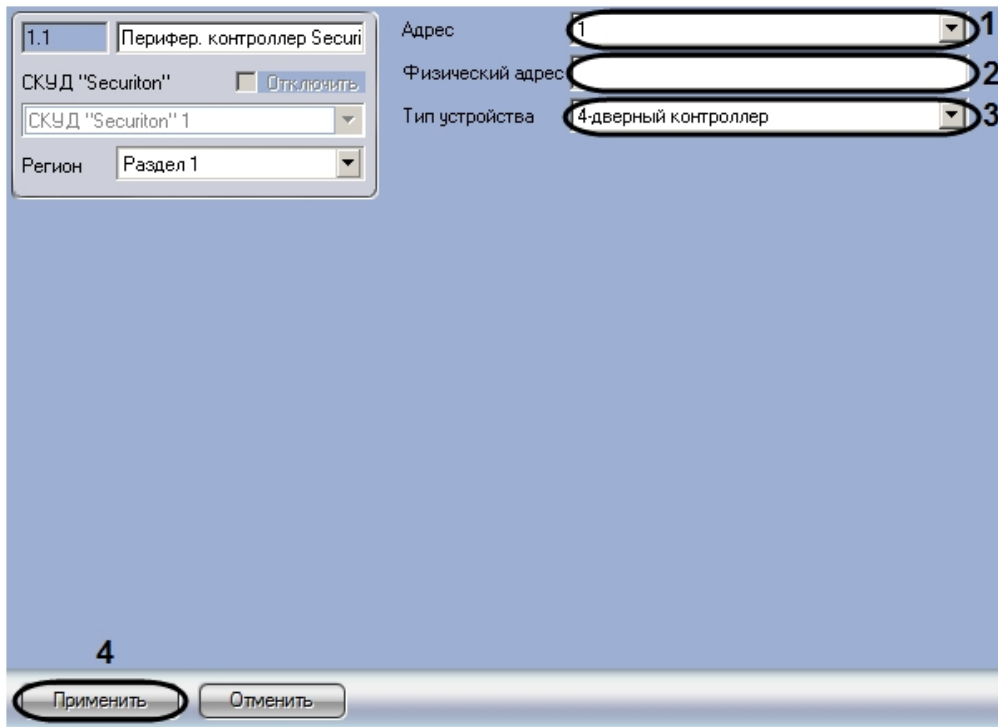 1.1 Перифер. контроллер Securi
СКУД "Securiton" Отключить
СКУД "Securiton" 1
Регион Раздел 1
Адрес 1 1
Физический адрес 2
Тип устройства 4-дверный контроллер 3
4
Применить Отменить